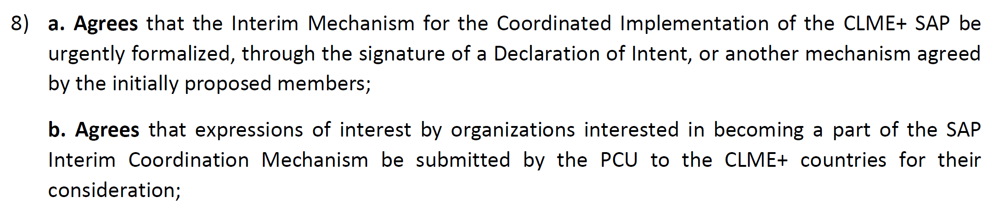 8) a. Agrees that the Interim Mechanism for the Coordinated Implementation of the CLME+ SAP be
urgently formalized, through the signature of a Declaration of Intent, or another mechanism agreed
by the initially proposed members;
b. Agrees that expressions of interest by organizations interested in becoming a part of the SAP
Interim Coordination Mechanism be submitted by the PCU to the CLME+ countries for their
consideration;